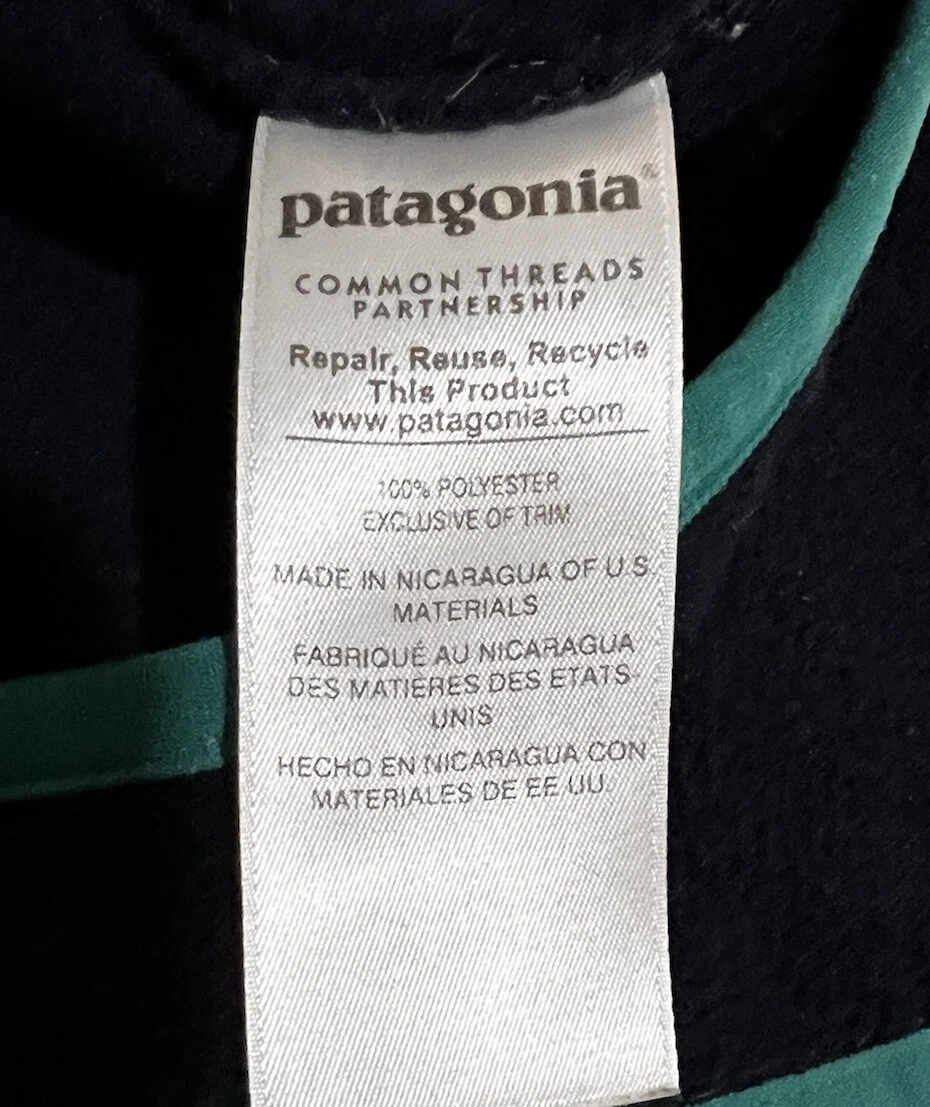 patagonia®
COMMON THREADS
PARTNERSHIP
Repair, Reuse, Recycle
This Product
www.patagonia.com
100% POLYESTER
EXCLUSIVE OF TRIM
MADE IN NICARAGUA OF U.S.
MATERIALS
FABRIQUÉ AU NICARAGUA
DES MATIERES DES ETATS-
UNIS
HECHO EN NICARAGUA CON
MATERIALES DE EE UU.